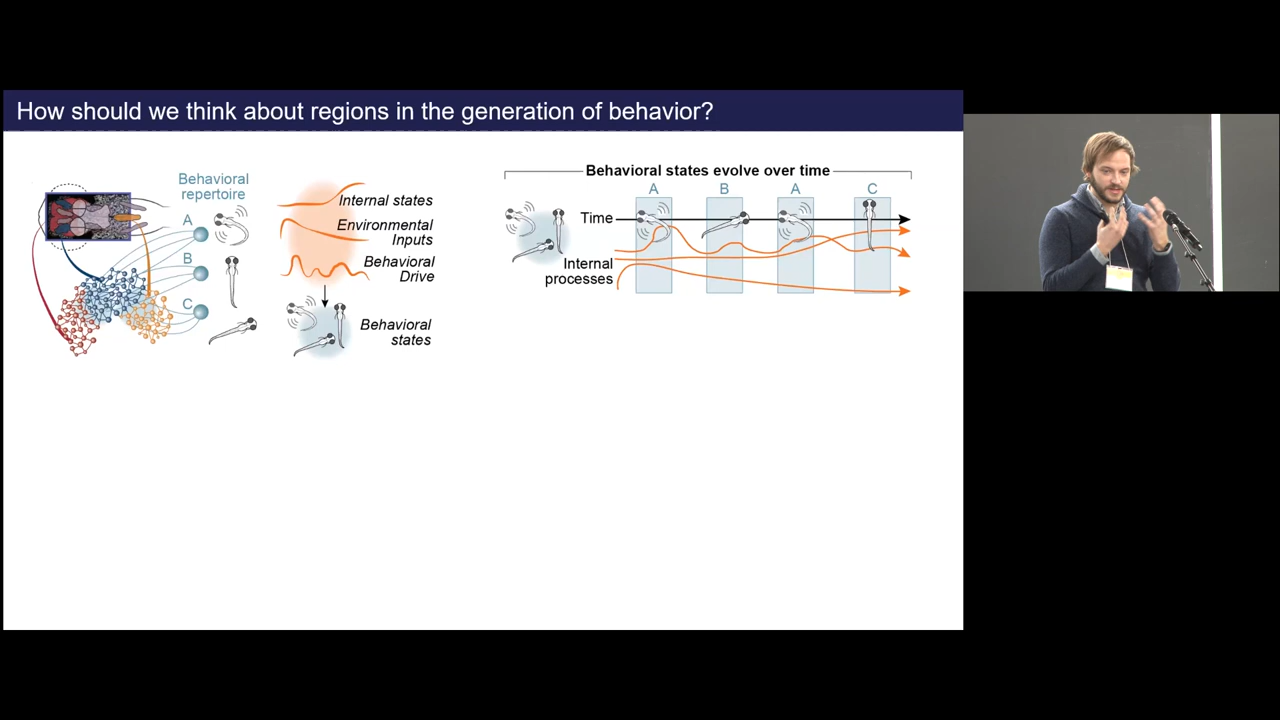 How should we think about regions in the generation of behavior?
Behavioral
repertoire
A
B
C
Internal states
Environmental
Inputs
Behavioral
Drive
Behavioral
states
Behavioral states evolve over time
A
B
A
C
Time
Internal
processes